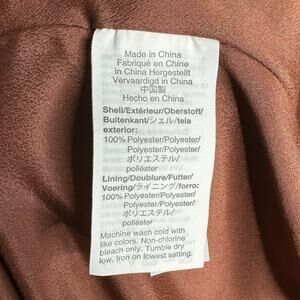 Made in China
Fabriqué en Chine
in China Hergestellt
Vervaardigd in China
中国製
Hecho en China
Shell/Extérieur/Oberstoff/
Buitenkant/シェル/tela
exterior:
100% Polyester/Polyester/
Polyester/Polyester/
ポリエステル/
poliéster
Lining/Doublure/Futter/
Voering/ライニング/forro:
100% Polyester/Polyester/
Polyester/Polyester/
ポリエステル/
poliéster
Machine wash cold with
like colors. Non-chlorine
bleach only. Tumble dry
low, Iron on lowest setting.